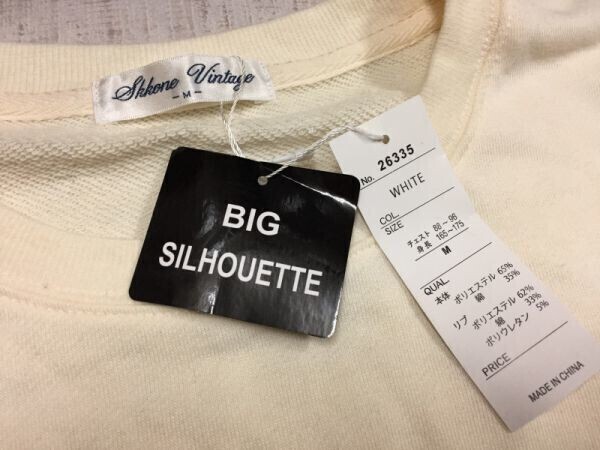 Skkone Vintage
-M-
BIG
SILHOUETTE
No. 26335
COL. WHITE
SIZE
チェスト 88～96
身長 165～175
M
QUAL
本体 ポリエステル 65%
綿 35%
リブ ポリエステル 62%
綿 33%
ポリウレタン 5%
PRICE
MADE IN CHINA